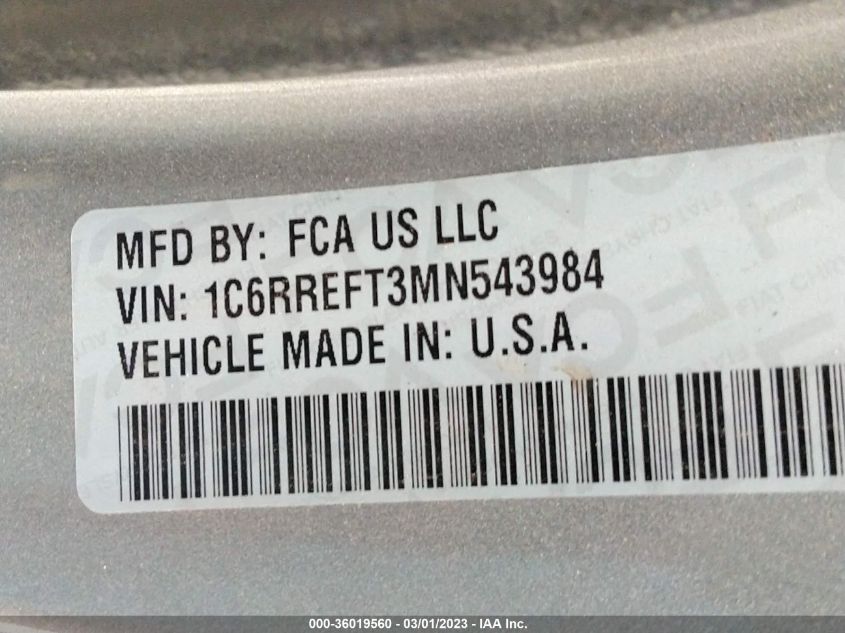 MFD BY: FCA US LLC
VIN: 1C6RREFT3MN543984
VEHICLE MADE IN: U.S.A.
000-36019560 - 03/01/2023 - IAA Inc.